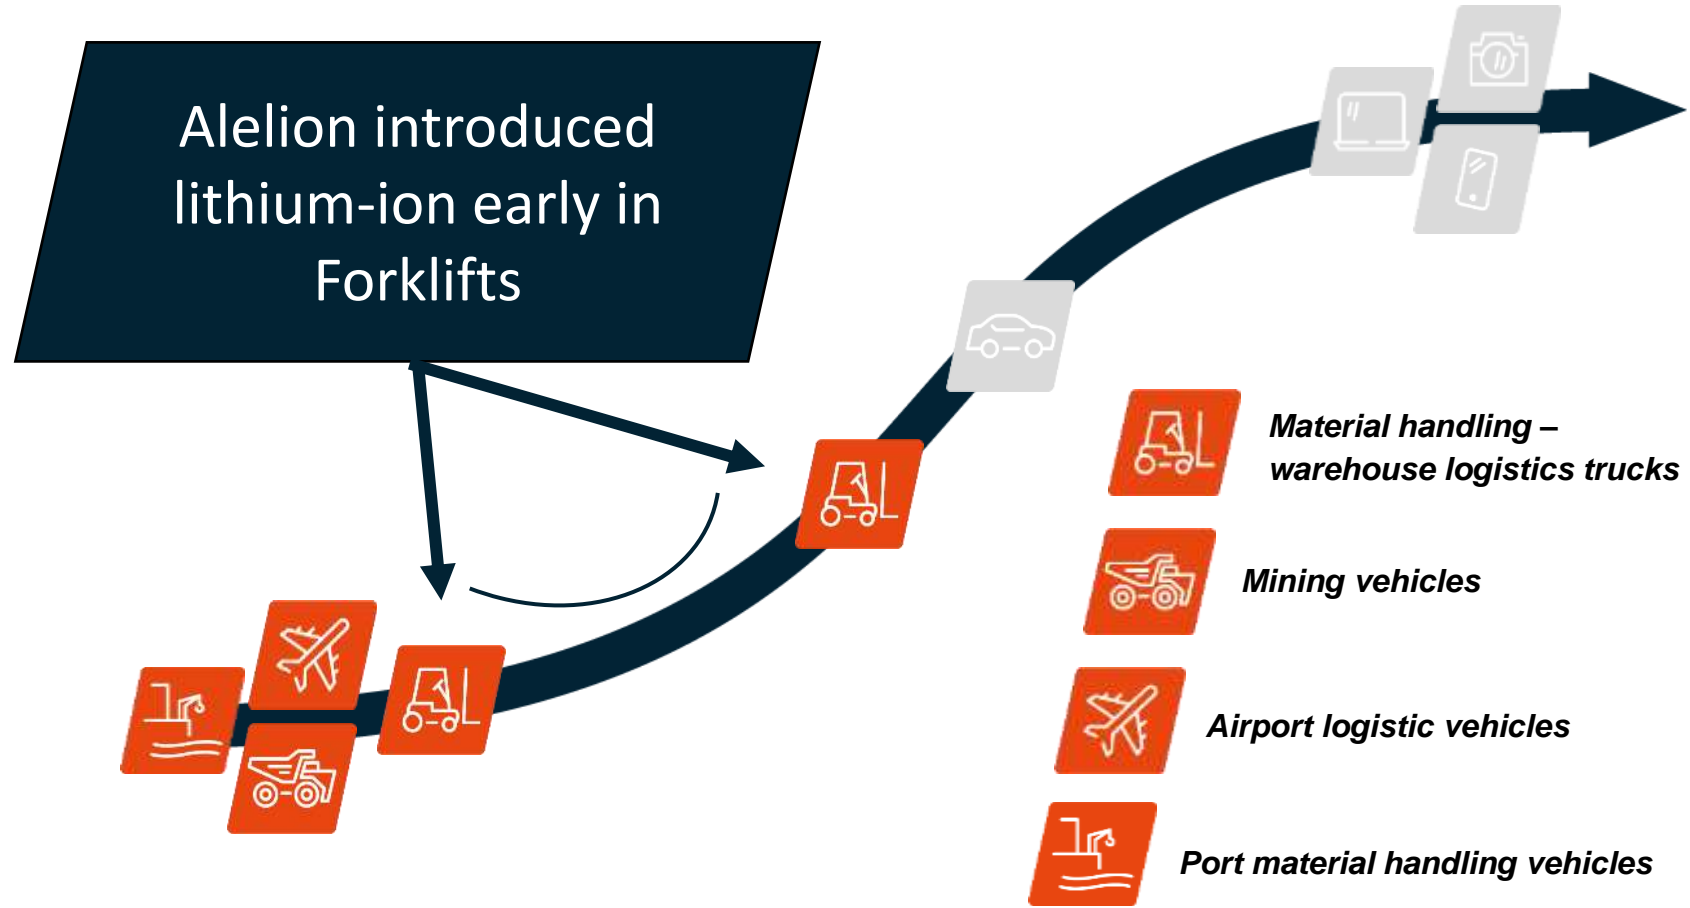 Alelion introduced
lithium-ion early in
Forklifts
Material handling –
warehouse logistics trucks
Mining vehicles
Airport logistic vehicles
Port material handling vehicles